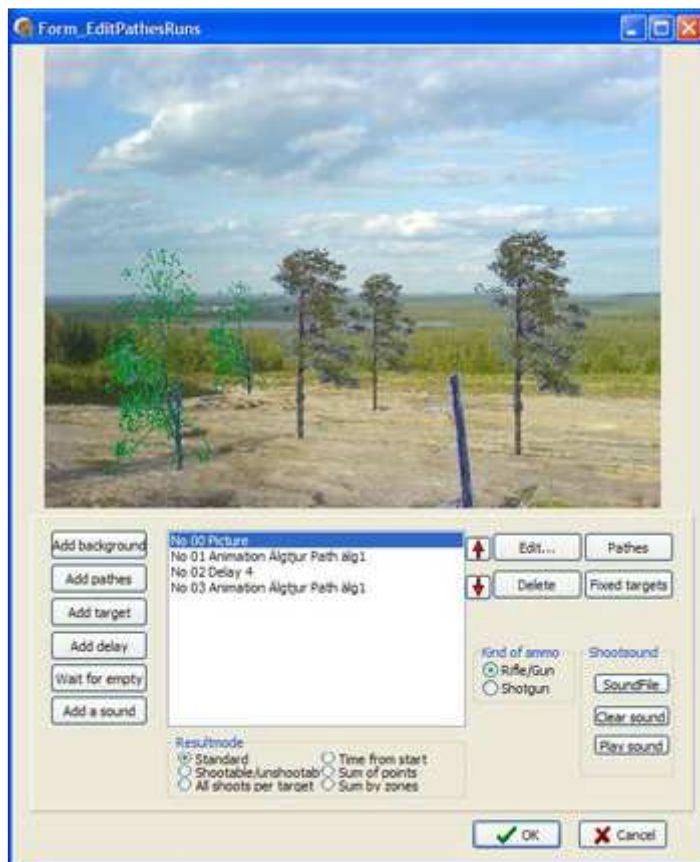 Form_EditPathesRuns
Add background
Add pathes
Add target
Add delay
Wait for empty
Add a sound
No 00 Picture
No 01 Animation Älgtjur Path älg1
No 02 Delay 4
No 03 Animation Älgtjur Path älg1
Edit...
Pathes
Delete
Fixed targets
Kind of ammo
Rifle/Gun
Shotgun
Shootsound
SoundFile
Clear sound
Play sound
Resultmode
Standard
Time from start
Shootable/unshootab
Sum of points
All shoots per target
Sum by zones
OK
Cancel